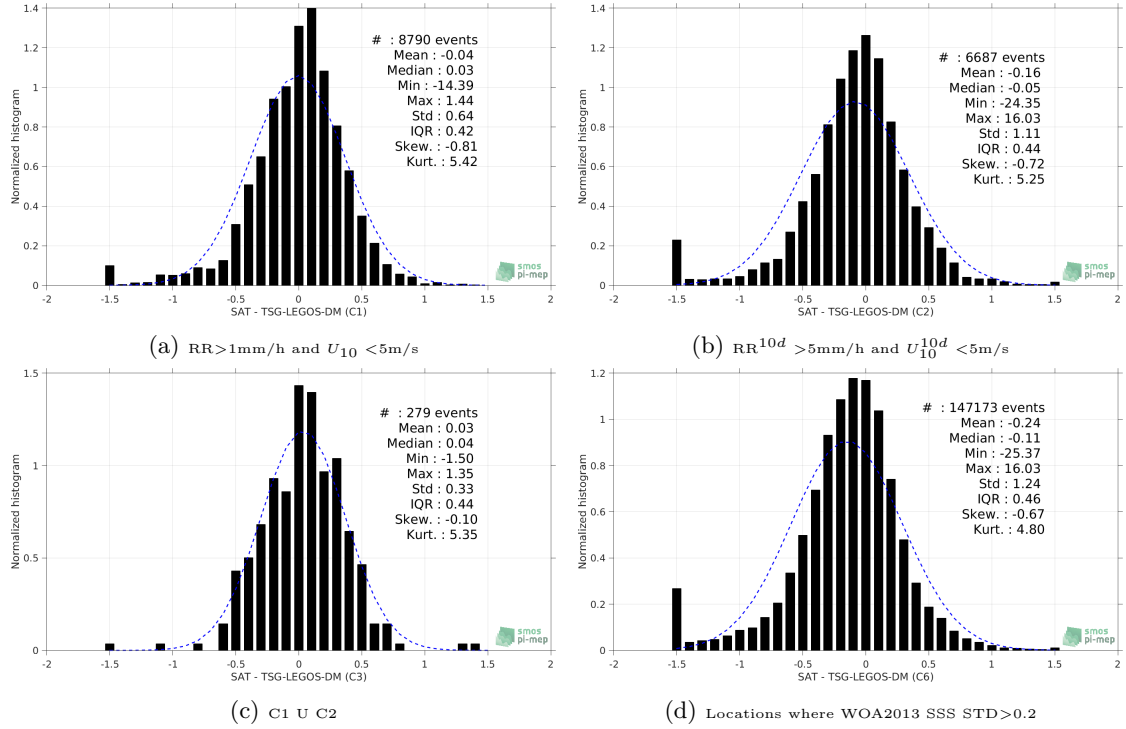 Normalized histogram
1.4
1.2
1
0.8
0.6
0.4
0.2
0
-2
-1.5
-1
-0.5
0
0.5
1
1.5
2
SAT - TSG-LEGOS-DM (C1)
# : 8790 events
Mean : -0.04
Median : 0.03
Min : -14.39
Max : 1.44
Std : 0.64
IQR : 0.42
Skew. : -0.81
Kurt. : 5.42
smos
pi-mep
(a) RR>1mm/h and U10 <5m/s
Normalized histogram
1.4
1.2
1
0.8
0.6
0.4
0.2
0
-2
-1.5
-1
-0.5
0
0.5
1
1.5
2
SAT - TSG-LEGOS-DM (C2)
# : 6687 events
Mean : -0.16
Median : -0.05
Min : -24.35
Max : 16.03
Std : 1.11
IQR : 0.44
Skew. : -0.72
Kurt. : 5.25
smos
pi-mep
(b) RR^10d >5mm/h and U10^10d <5m/s
Normalized histogram
1.5
1
0.5
0
-2
-1.5
-1
-0.5
0
0.5
1
1.5
2
SAT - TSG-LEGOS-DM (C3)
# : 279 events
Mean : 0.03
Median : 0.04
Min : -1.50
Max : 1.35
Std : 0.33
IQR : 0.44
Skew. : -0.10
Kurt. : 5.35
smos
pi-mep
(c) C1 U C2
Normalized histogram
1.2
1
0.8
0.6
0.4
0.2
0
-2
-1.5
-1
-0.5
0
0.5
1
1.5
2
SAT - TSG-LEGOS-DM (C6)
# : 147173 events
Mean : -0.24
Median : -0.11
Min : -25.37
Max : 16.03
Std : 1.24
IQR : 0.46
Skew. : -0.67
Kurt. : 4.80
smos
pi-mep
(d) Locations where WOA2013 SSS STD>0.2